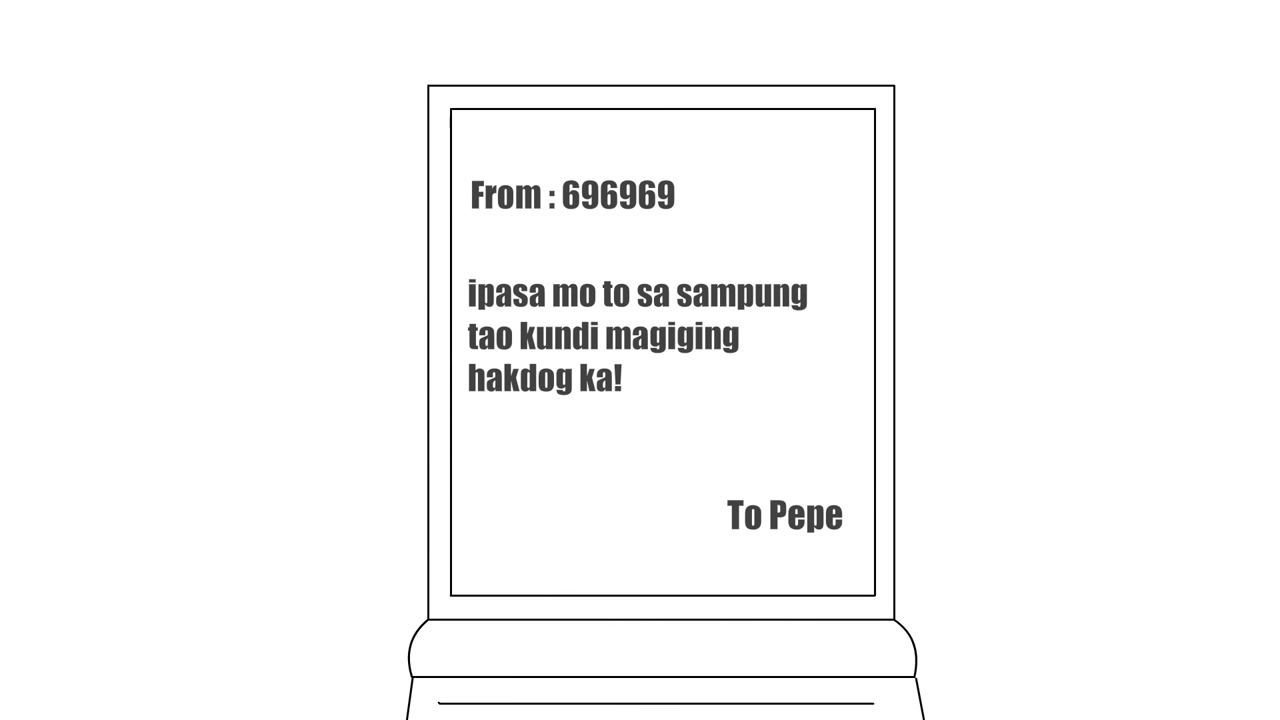 From : 696969
ipasa mo to sa sampung
tao kundi magiging
hakdog ka!
To Pepe